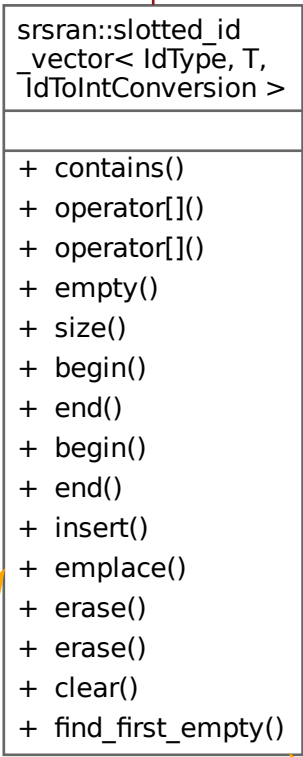 srsran::slotted_id
_vector< IdType, T,
IdToIntConversion >
+ contains()
+ operator[]()
+ operator[]()
+ empty()
+ size()
+ begin()
+ end()
+ begin()
+ end()
+ insert()
+ emplace()
+ erase()
+ erase()
+ clear()
+ find_first_empty()